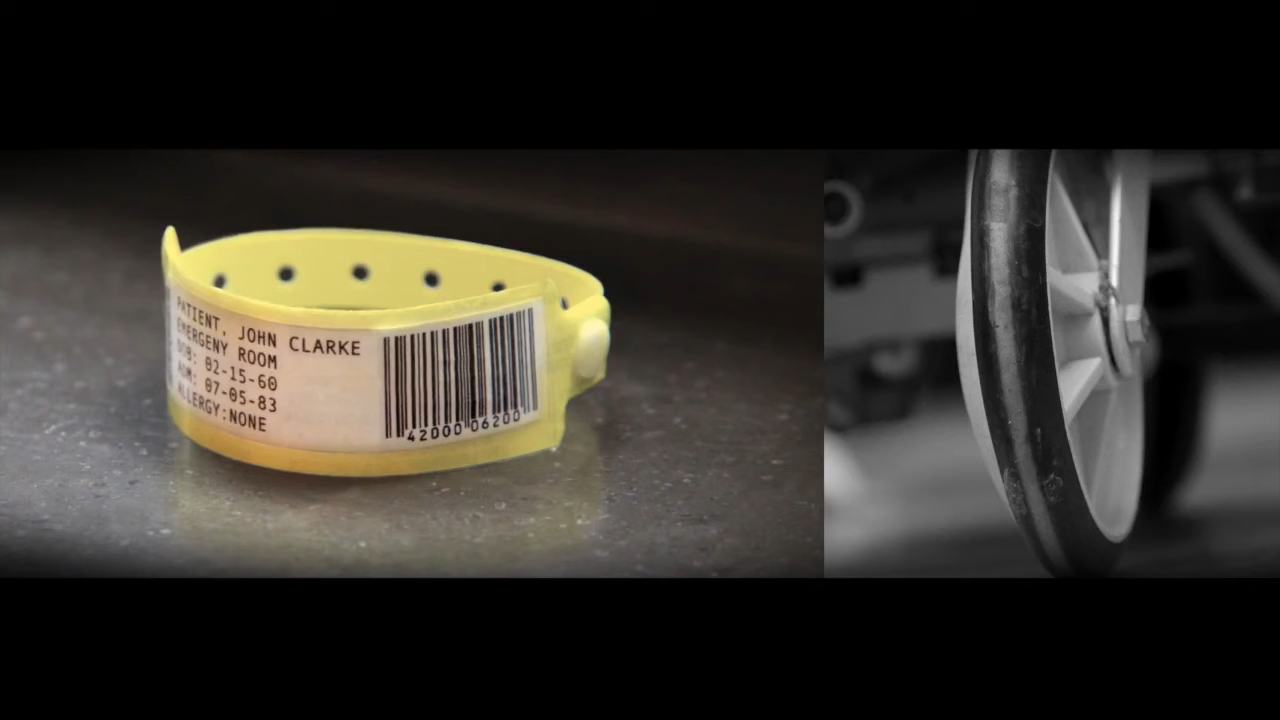 PATIENT, JOHN CLARKE
EMERGENY ROOM
DOB: 02-15-60
ADM: 07-05-83
ALLERGY:NONE
42000 06200